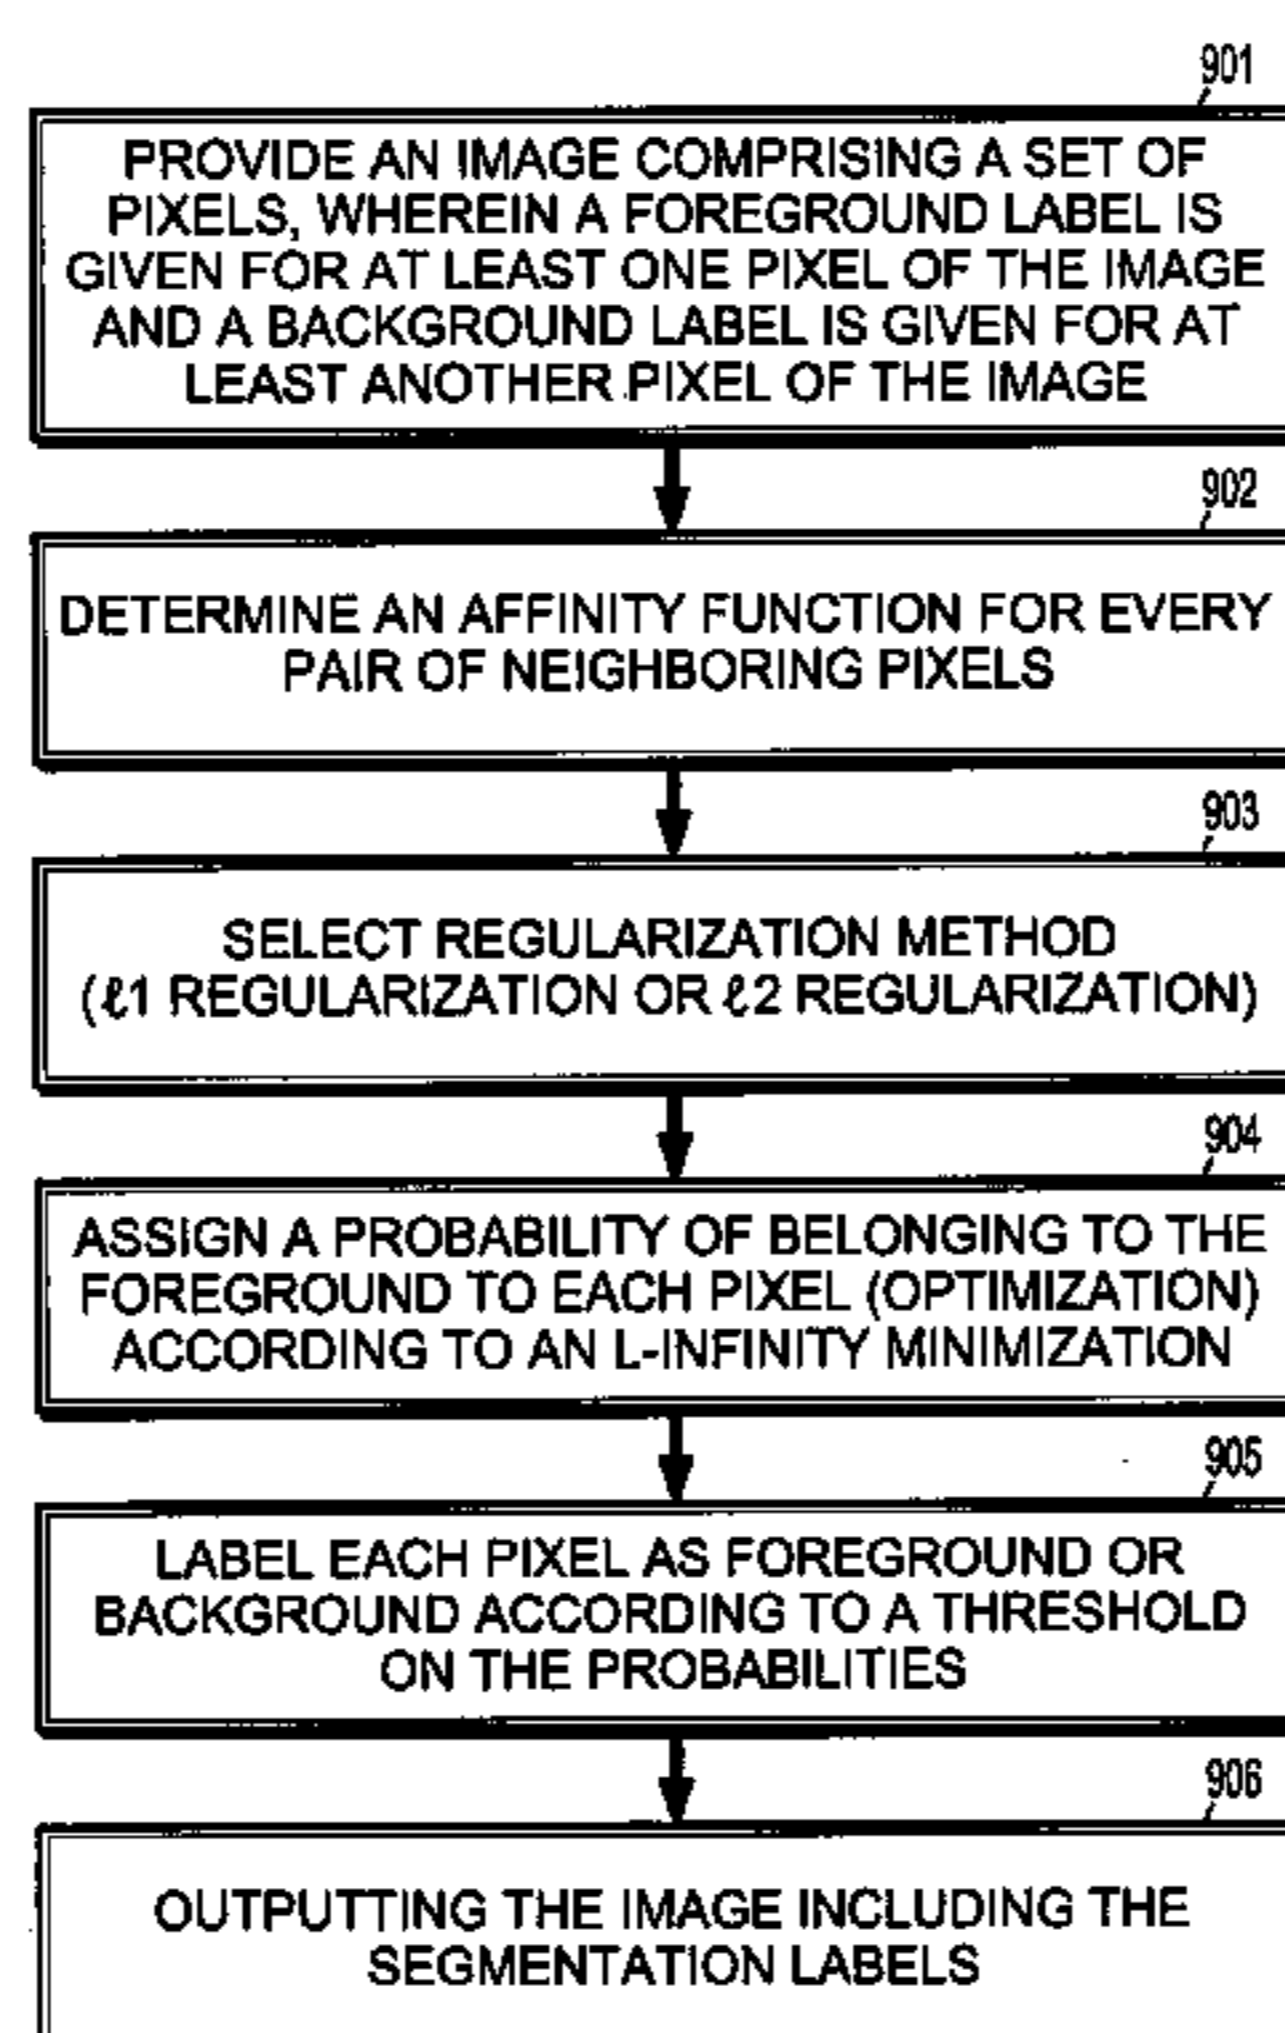 901
PROVIDE AN IMAGE COMPRISING A SET OF
PIXELS, WHEREIN A FOREGROUND LABEL IS
GIVEN FOR AT LEAST ONE PIXEL OF THE IMAGE
AND A BACKGROUND LABEL IS GIVEN FOR AT
LEAST ANOTHER PIXEL OF THE IMAGE
902
DETERMINE AN AFFINITY FUNCTION FOR EVERY
PAIR OF NEIGHBORING PIXELS
903
SELECT REGULARIZATION METHOD
(ℓ1 REGULARIZATION OR ℓ2 REGULARIZATION)
904
ASSIGN A PROBABILITY OF BELONGING TO THE
FOREGROUND TO EACH PIXEL (OPTIMIZATION)
ACCORDING TO AN L-INFINITY MINIMIZATION
905
LABEL EACH PIXEL AS FOREGROUND OR
BACKGROUND ACCORDING TO A THRESHOLD
ON THE PROBABILITIES
906
OUTPUTTING THE IMAGE INCLUDING THE
SEGMENTATION LABELS